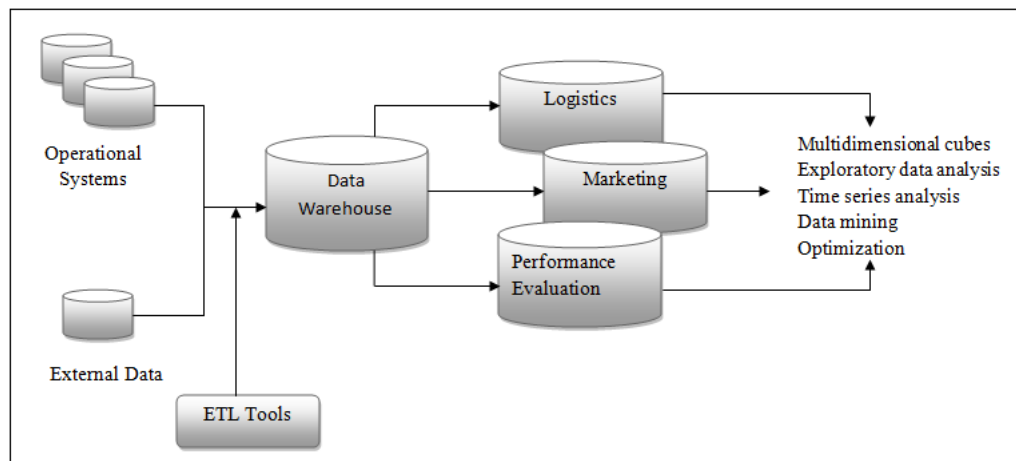 Operational
Systems
External Data
ETL Tools
Data
Warehouse
Logistics
Marketing
Performance
Evaluation
Multidimensional cubes
Exploratory data analysis
Time series analysis
Data mining
Optimization